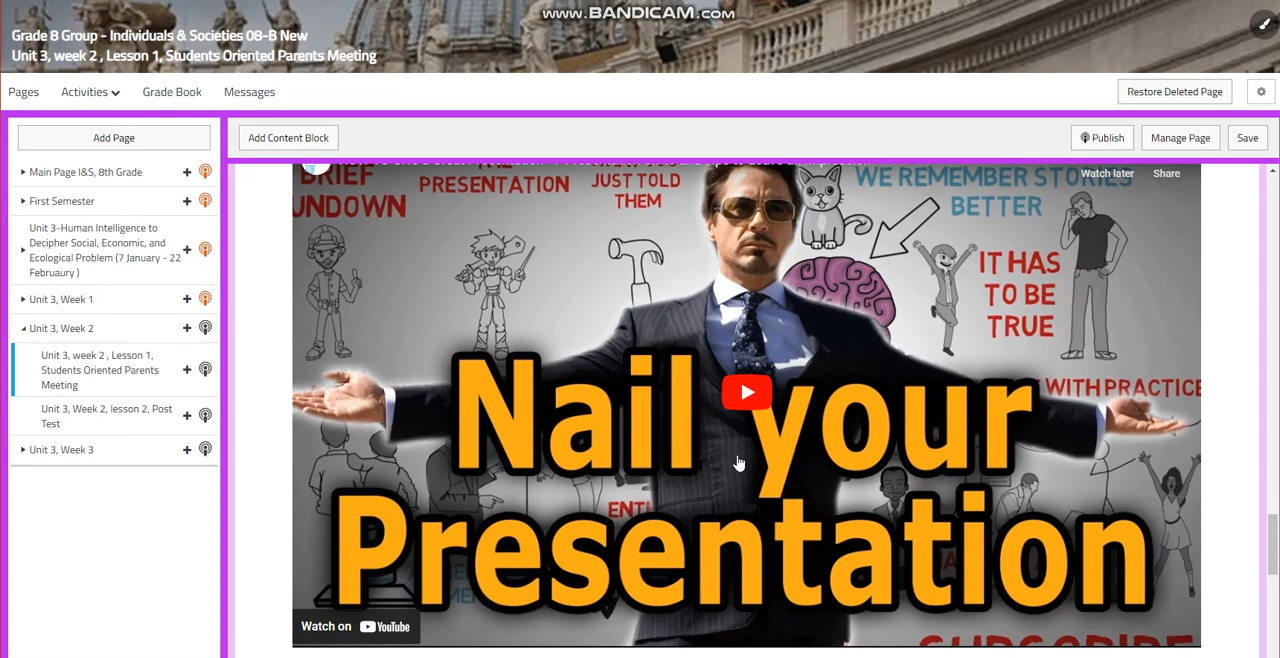 www.BANDICAM.com
Grade 8 Group - Individuals & Societies 08-B New
Unit 3, week 2 , Lesson 1, Students Oriented Parents Meeting
Pages
Activities
Grade Book
Messages
Restore Deleted Page
Add Page
Add Content Block
Publish
Manage Page
Save
Main Page I&S, 8th Grade
First Semester
Unit 3-Human Intelligence to
Decipher Social, Economic, and
Ecological Problem (7 January - 22
Februaury )
Unit 3, Week 1
Unit 3, Week 2
Unit 3, week 2 , Lesson 1,
Students Oriented Parents
Meeting
Unit 3, Week 2, lesson 2, Post
Test
Unit 3, Week 3
Watch later
Share
BRIEF
UNDOWN
PRESENTATION
JUST TOLD
THEM
WE REMEMBER STORIES
BETTER
IT HAS
TO BE
TRUE
WITH PRACTICE
Nail your
Presentation
ENTH
SUBSCRIBE
Watch on YouTube